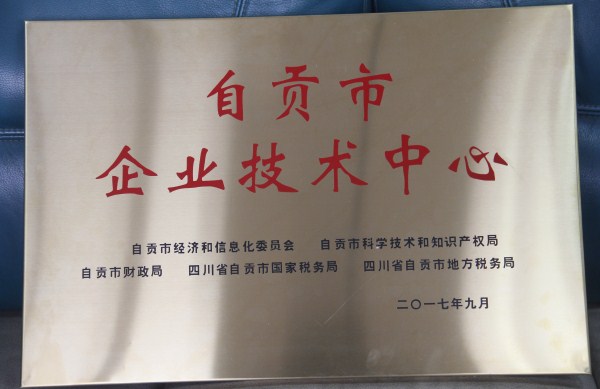 自贡市
企业技术中心
自贡市经济和信息化委员会 自贡市科学技术和知识产权局
自贡市财政局 四川省自贡市国家税务局 四川省自贡市地方税务局
二〇一七年九月